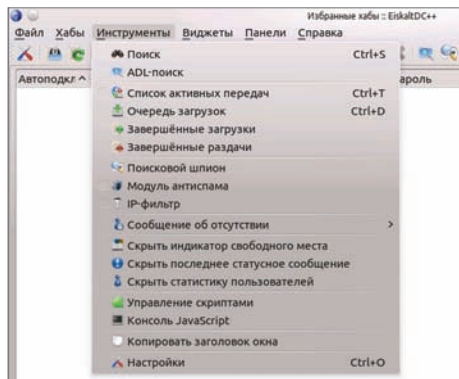 Избранные хабы :: EiskaltDC++
Файл Хабы Инструменты Виджеты Панели Справка
Поиск Ctrl+S
ADL-поиск
Автоподкл ароль
Список активных передач Ctrl+T
Очередь загрузок Ctrl+D
Завершённые загрузки
Завершённые раздачи
Поисковой шпион
Модуль антиспама
IP-фильтр
Сообщение об отсутствии
Скрыть индикатор свободного места
Скрыть последнее статусное сообщение
Скрыть статистику пользователей
Управление скриптами
Консоль JavaScript
Копировать заголовок окна
Настройки Ctrl+O